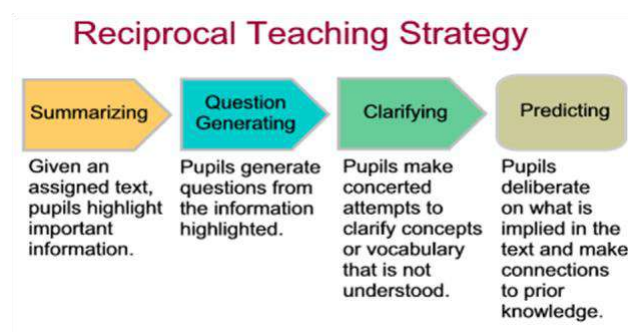 Reciprocal Teaching Strategy
Summarizing
Question
Generating
Clarifying
Predicting
Given an
assigned text,
pupils highlight
important
information.
Pupils generate
questions from
the information
highlighted.
Pupils make
concerted
attempts to
clarify concepts
or vocabulary
that is not
understood.
Pupils
deliberate
on what is
implied in the
text and make
connections
to prior
knowledge.